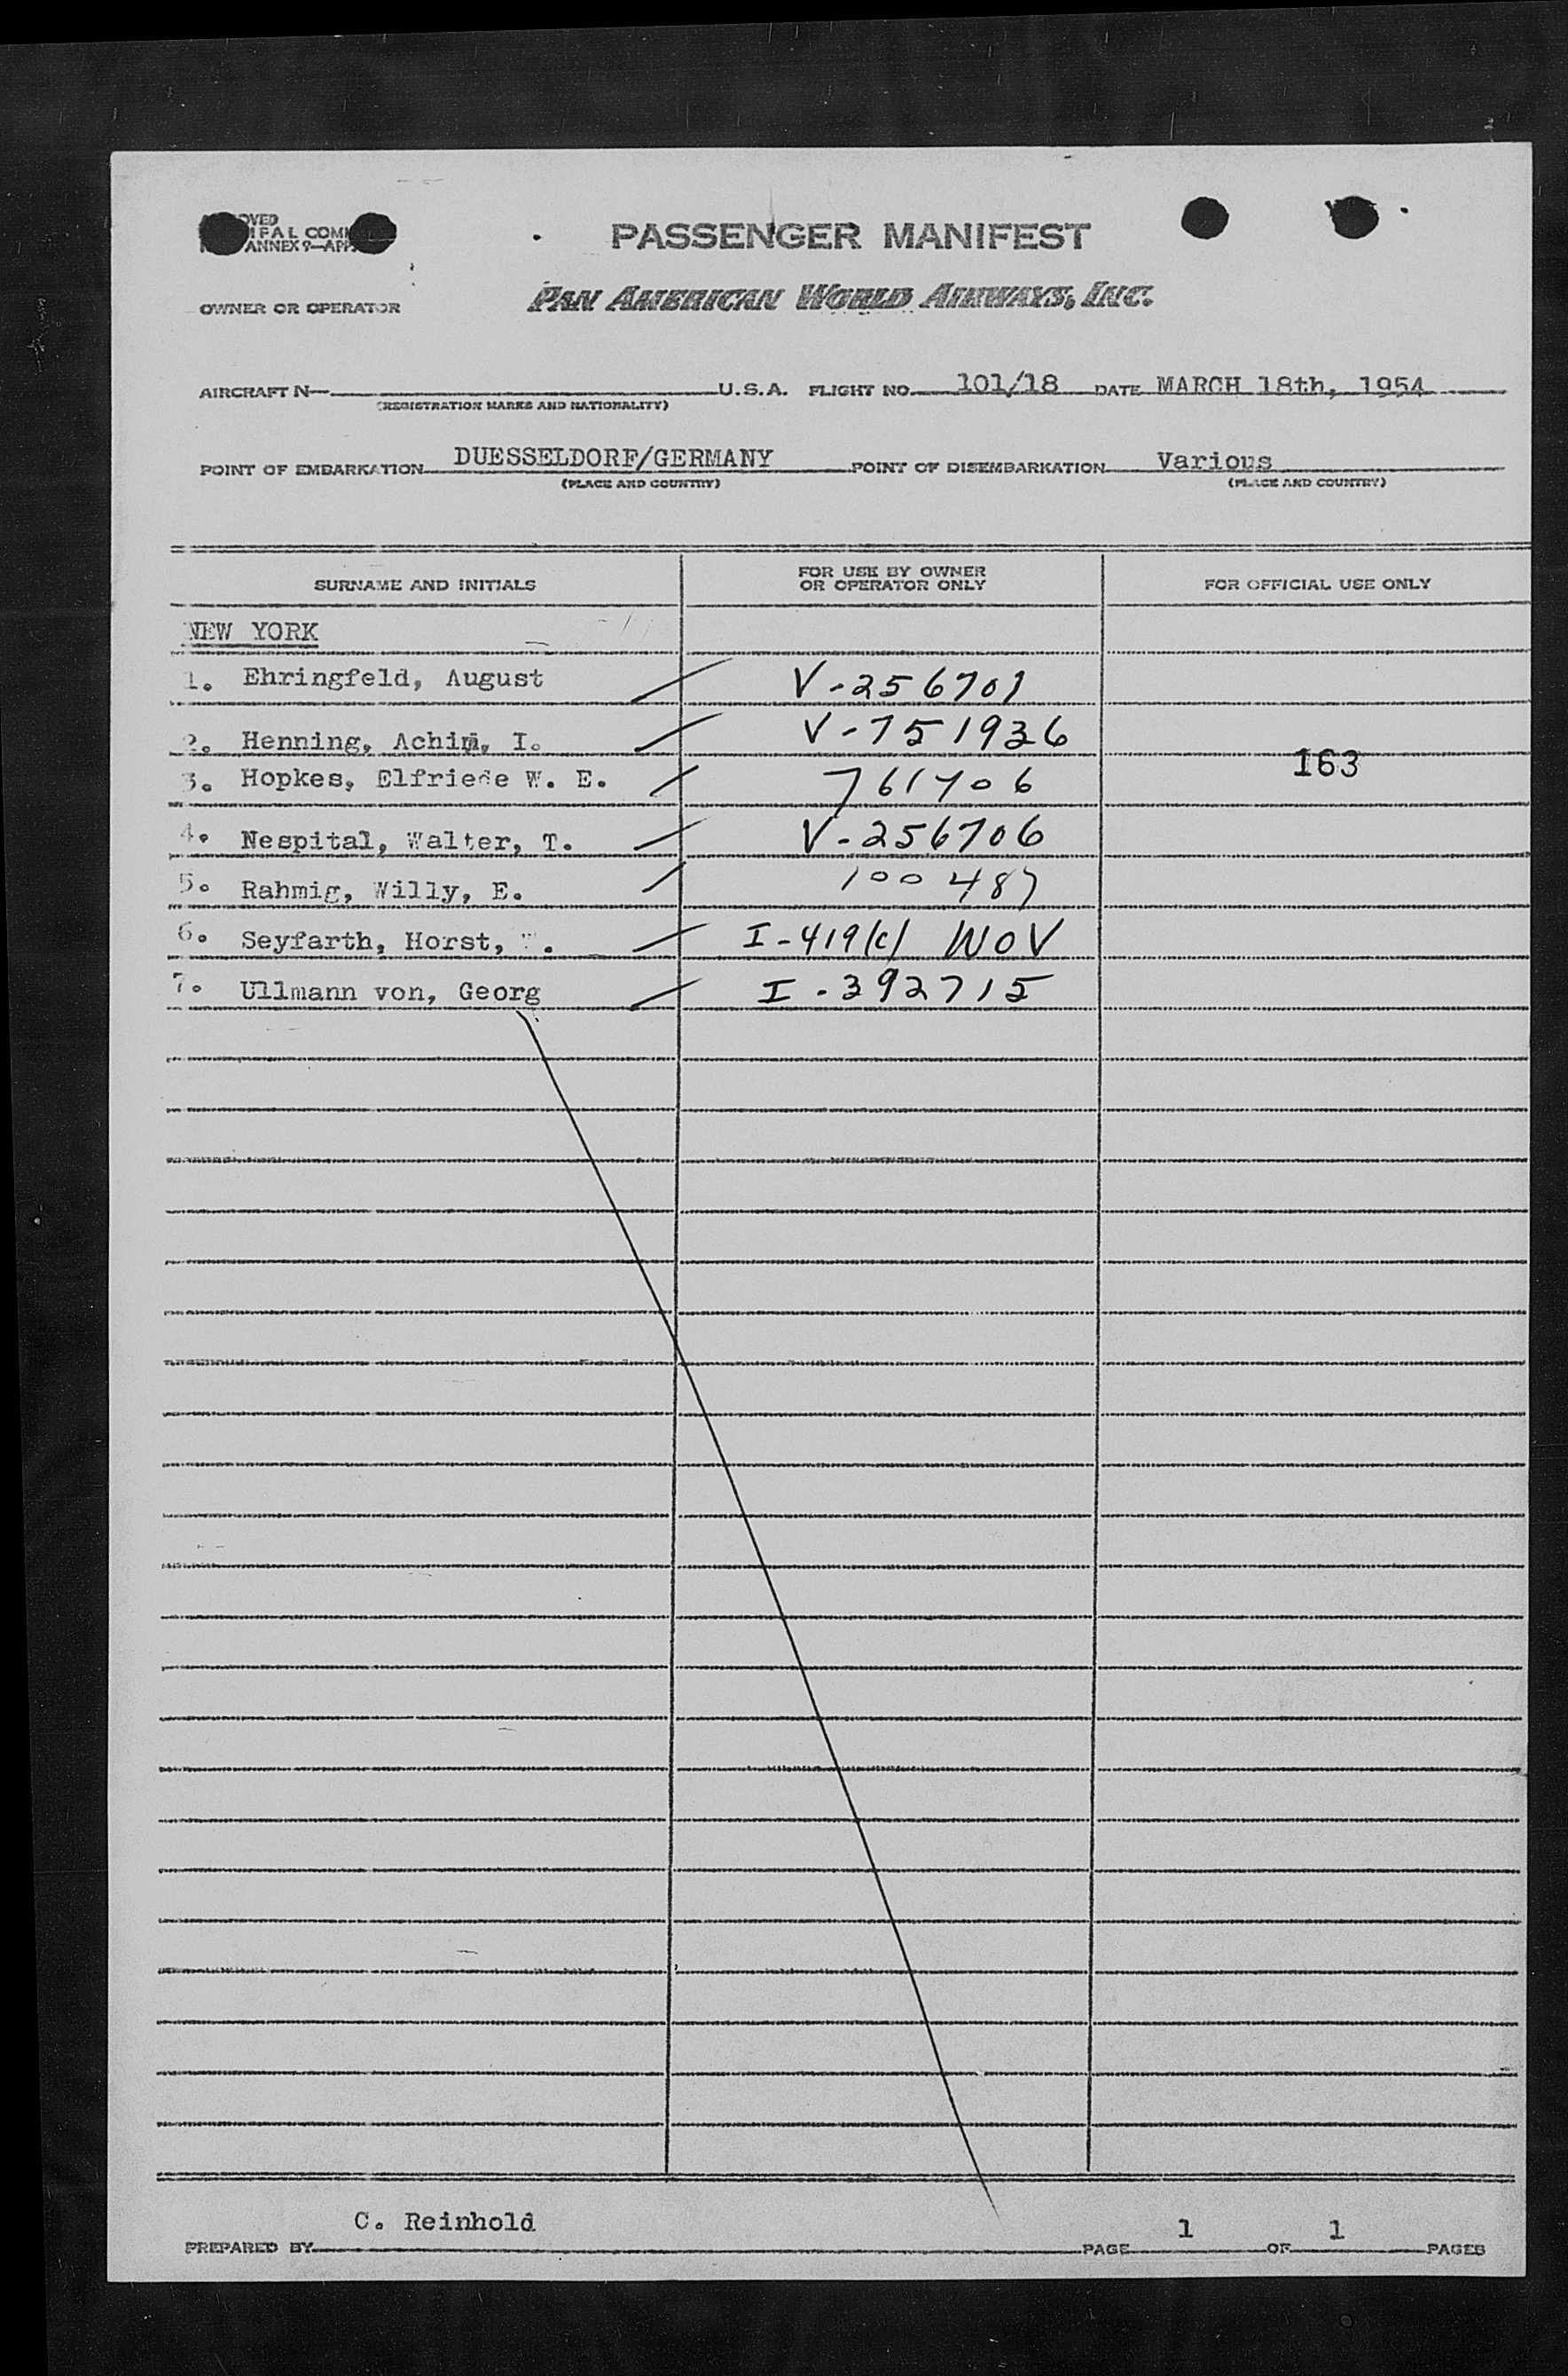 OVED
ANNEX 9—APP.
PASSENGER MANIFEST
OWNER OR OPERATOR PAN AMERICAN WORLD AIRWAYS, INC.
AIRCRAFT N— U.S.A. FLIGHT NO. 101/18 DATE MARCH 18th, 1954
(REGISTRATION MARKS AND NATIONALITY)
POINT OF EMBARKATION DUESSELDORF/GERMANY POINT OF DISEMBARKATION Various
(PLACE AND COUNTRY) (PLACE AND COUNTRY)
SURNAME AND INITIALS FOR USE BY OWNER OR OPERATOR ONLY FOR OFFICIAL USE ONLY
NEW YORK
1. Ehringfeld, August V-256701
2. Henning, Achim, I. V-751936
163
3. Hopkes, Elfriede W. E. 761706
4. Nespital, Walter, T. V-256706
5. Rahmig, Willy, E. 100487
6. Seyfarth, Horst, I-419(c) WOV
7. Ullmann von, Georg I-392715
C. Reinhold
PREPARED BY PAGE 1 OF 1 PAGES